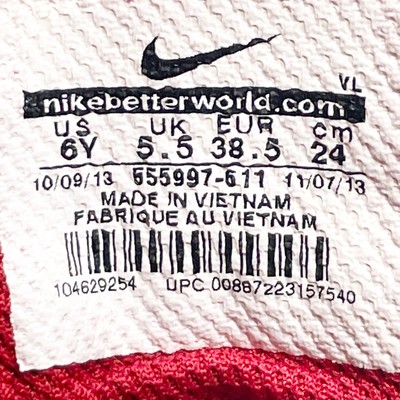 VL
nikebetterworld.com
US UK EUR cm
6Y 5.5 38.5 24
10/09/13 555997-611 11/07/13
MADE IN VIETNAM
FABRIQUE AU VIETNAM
104629254 UPC 00887223157540